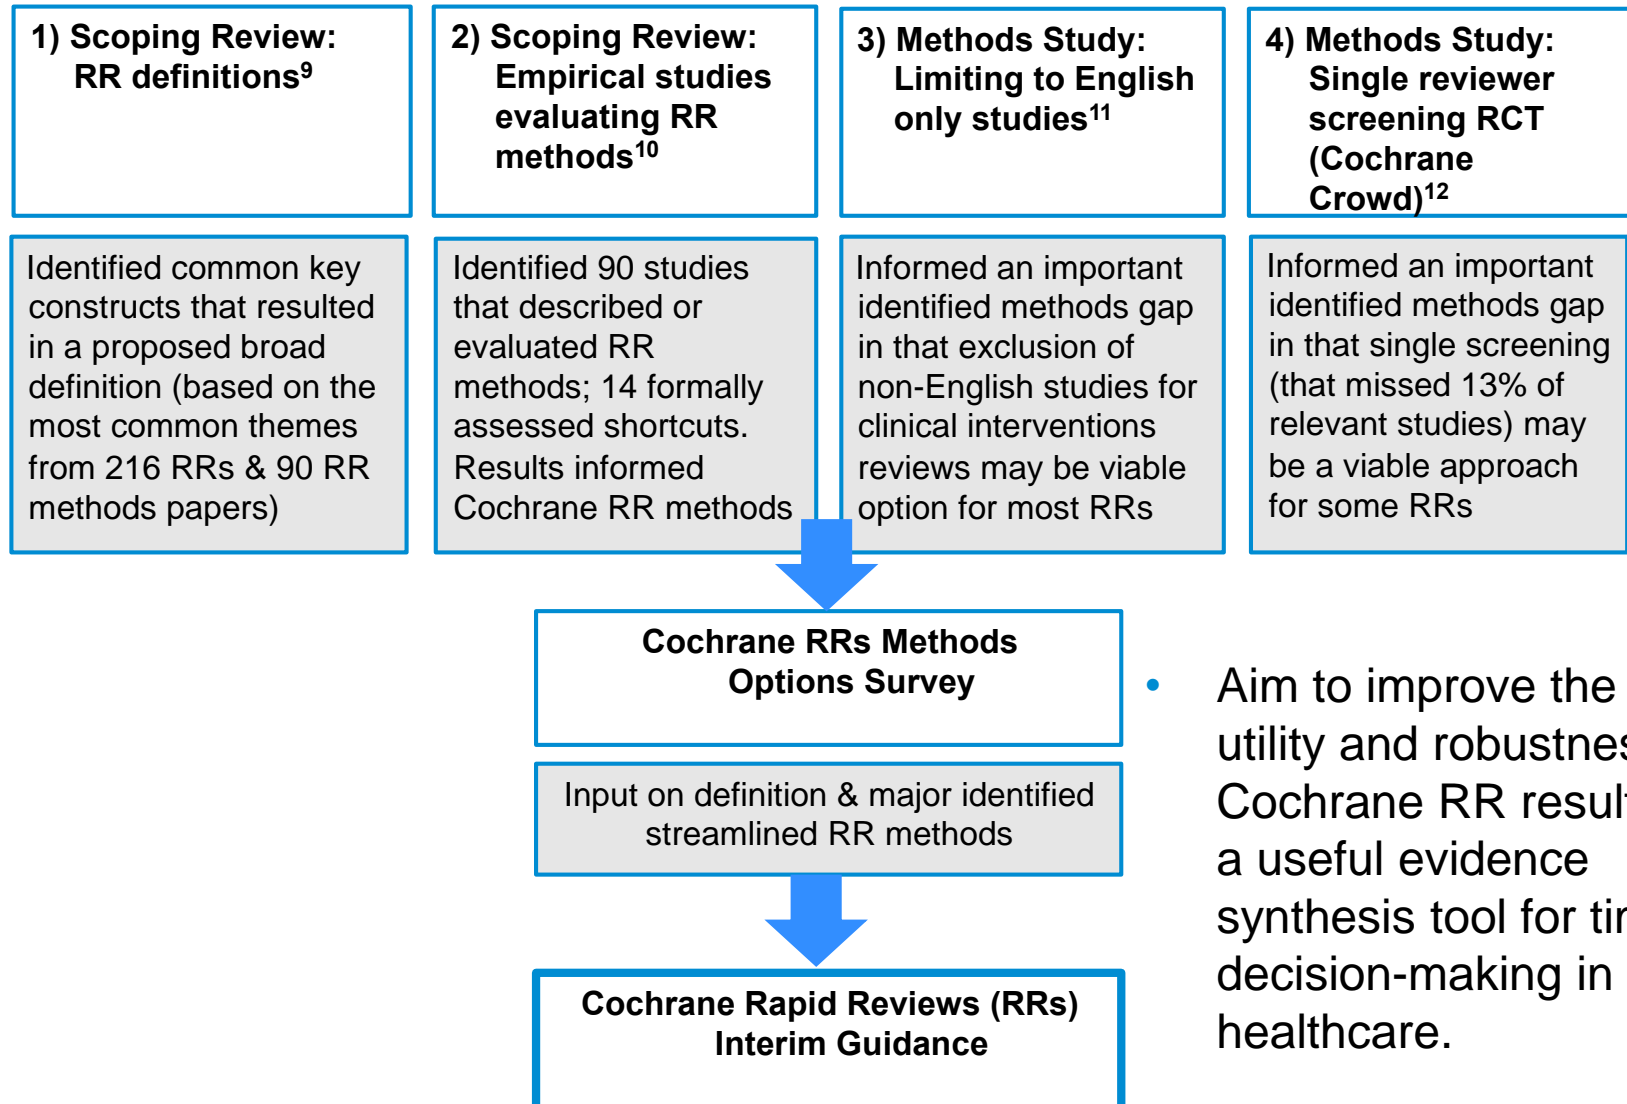 1) Scoping Review:
RR definitions⁹
2) Scoping Review:
Empirical studies
evaluating RR
methods¹⁰
3) Methods Study:
Limiting to English
only studies¹¹
4) Methods Study:
Single reviewer
screening RCT
(Cochrane
Crowd)¹²
Identified common key
constructs that resulted
in a proposed broad
definition (based on the
most common themes
from 216 RRs & 90 RR
methods papers)
Identified 90 studies
that described or
evaluated RR
methods; 14 formally
assessed shortcuts.
Results informed
Cochrane RR methods
Informed an important
identified methods gap
in that exclusion of
non-English studies for
clinical interventions
reviews may be viable
option for most RRs
Informed an important
identified methods gap
in that single screening
(that missed 13% of
relevant studies) may
be a viable approach
for some RRs
Cochrane RRs Methods
Options Survey
Input on definition & major identified
streamlined RR methods
Cochrane Rapid Reviews (RRs)
Interim Guidance
• Aim to improve the
utility and
Cochrane RR
a useful evidence
synthesis tool for
decision-making in
healthcare.